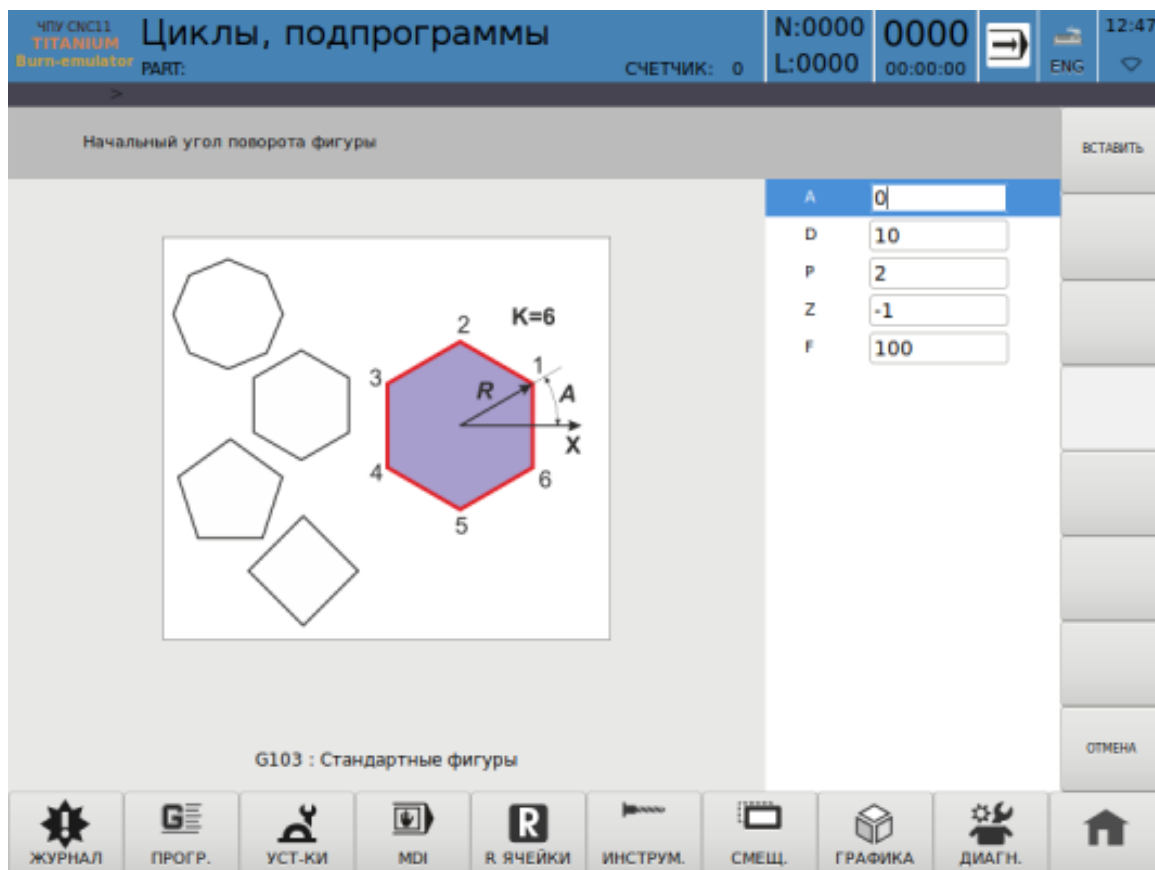 ЧПУ CNC11
TITANIUM
Burn-emulator
Циклы, подпрограммы
PART:
СЧЕТЧИК: 0
N:0000
L:0000
0000
00:00:00
ENG
12:47
>
Начальный угол поворота фигуры
ВСТАВИТЬ
A 0
D 10
P 2
Z -1
F 100
K=6
2
1
3
R
A
X
4
6
5
G103 : Стандартные фигуры
ОТМЕНА
G
R
ЖУРНАЛ
ПРОГР.
УСТ-КИ
MDI
R ЯЧЕЙКИ
ИНСТРУМ.
СМЕЩ.
ГРАФИКА
ДИАГН.